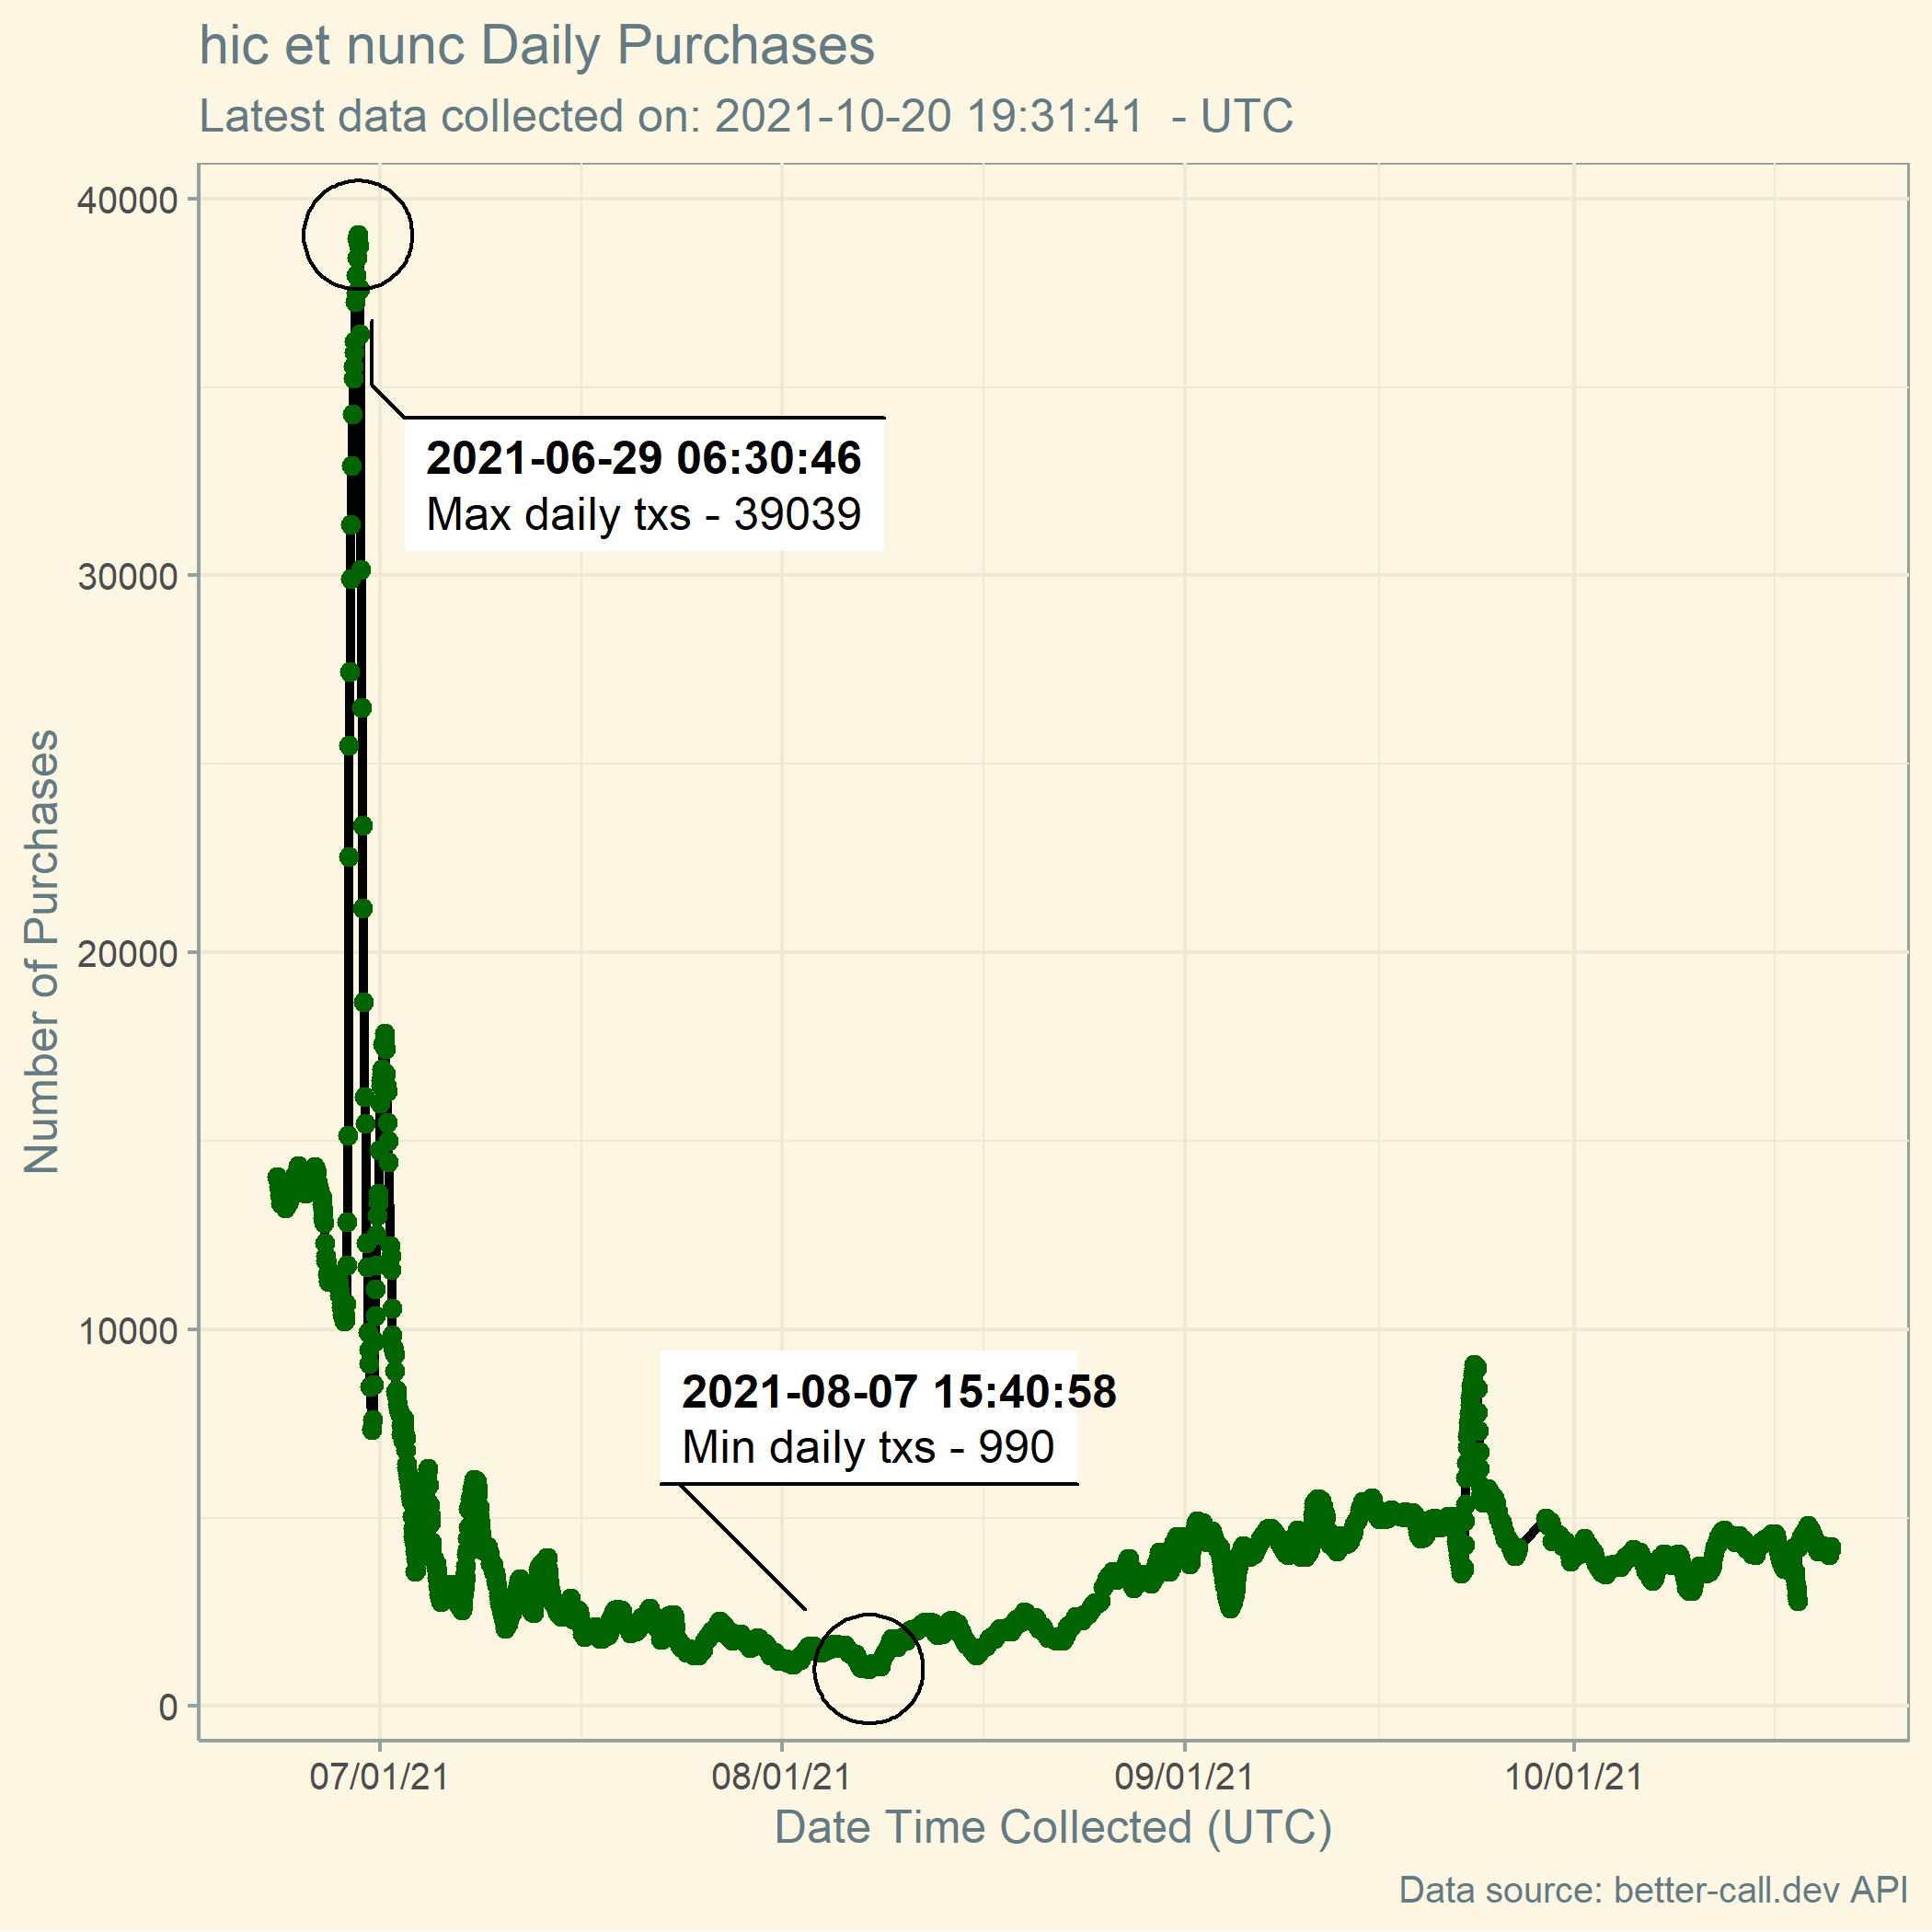 hic et nunc Daily Purchases
Latest data collected on: 2021-10-20 19:31:41 - UTC
Number of Purchases
40000
30000
20000
10000
0
2021-06-29 06:30:46
Max daily txs - 39039
2021-08-07 15:40:58
Min daily txs - 990
07/01/21
08/01/21
09/01/21
10/01/21
Date Time Collected (UTC)
Data source: better-call.dev API